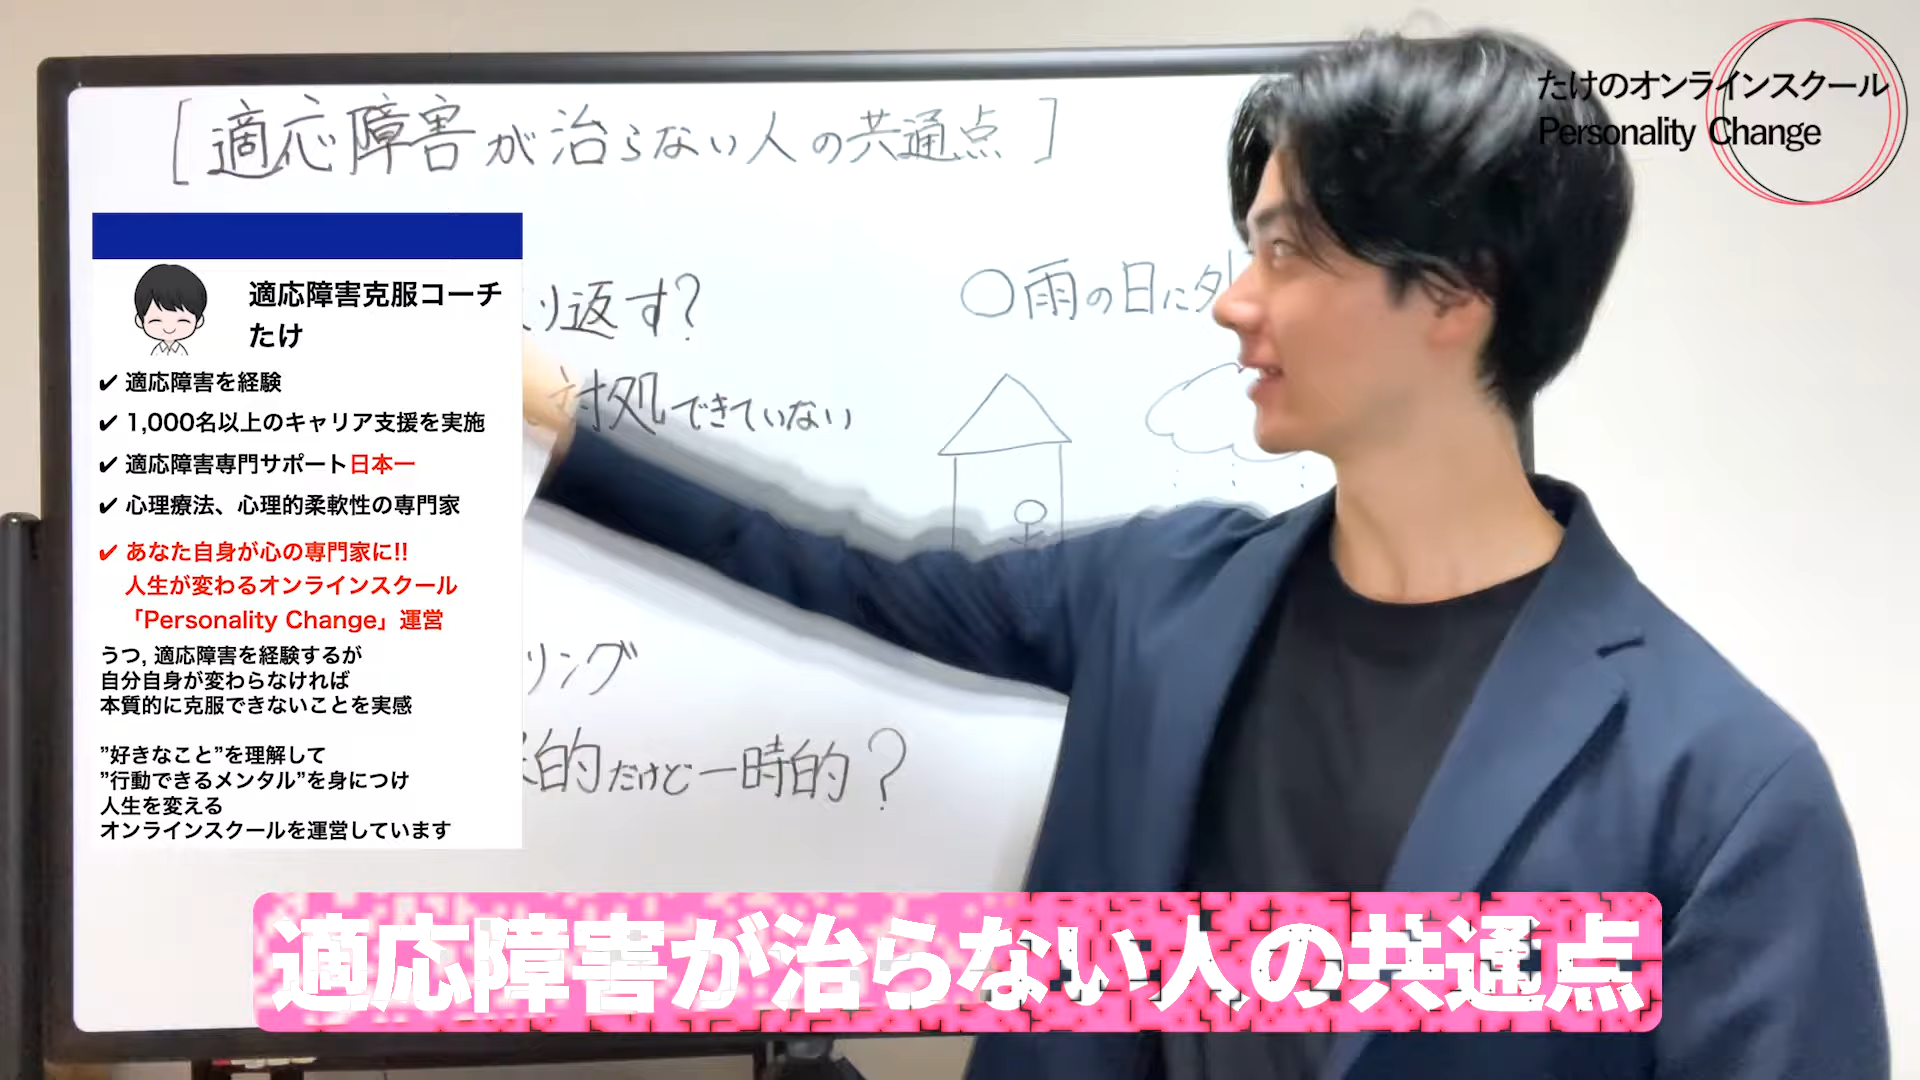 [適応障害が治らない人の共通点]
たけのオンラインスクール
Personality Change
適応障害克服コーチ
たけ
✔ 適応障害を経験
✔ 1,000名以上のキャリア支援を実施
✔ 適応障害専門サポート日本一
✔ 心理療法、心理的柔軟性の専門家
✔ あなた自身が心の専門家に!!
人生が変わるオンラインスクール
「Personality Change」運営
うつ, 適応障害を経験するが
自分自身が変わらなければ
本質的に克服できないことを実感
”好きなこと”を理解して
”行動できるメンタル”を身につけ
人生を変える
オンラインスクールを運営しています
り返す?
対処できていない
リング
的だけど一時的?
○雨の日に外
適応障害が治らない人の共通点